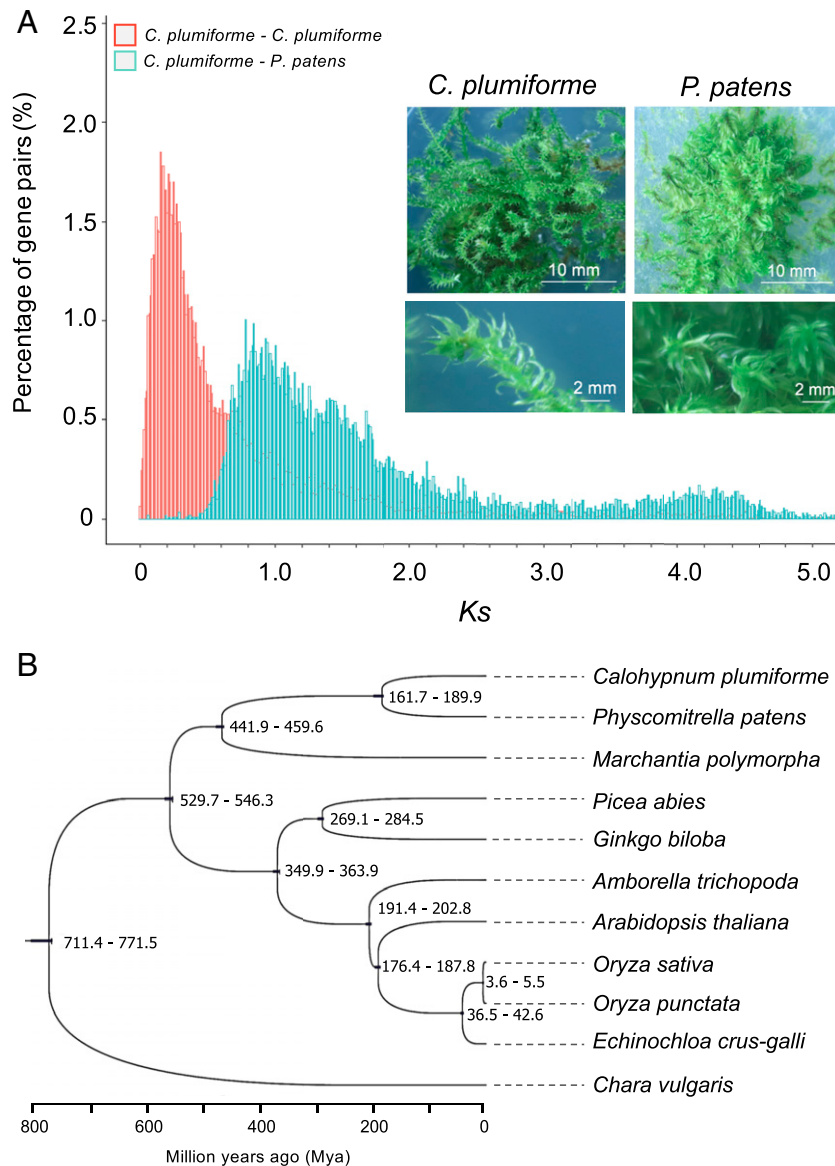 A
C. plumiforme - C. plumiforme
C. plumiforme - P. patens
C. plumiforme
P. patens
10 mm
10 mm
2 mm
2 mm
Percentage of gene pairs (%)
2.5
2.0
1.5
1.0
0.5
0
0 1.0 2.0 3.0 4.0 5.0
Ks
B
Calohypnum plumiforme
161.7 - 189.9
Physcomitrella patens
441.9 - 459.6
Marchantia polymorpha
529.7 - 546.3
Picea abies
269.1 - 284.5
Ginkgo biloba
349.9 - 363.9
Amborella trichopoda
191.4 - 202.8
Arabidopsis thaliana
711.4 - 771.5
176.4 - 187.8
Oryza sativa
3.6 - 5.5
Oryza punctata
36.5 - 42.6
Echinochloa crus-galli
Chara vulgaris
800 600 400 200 0
Million years ago (Mya)